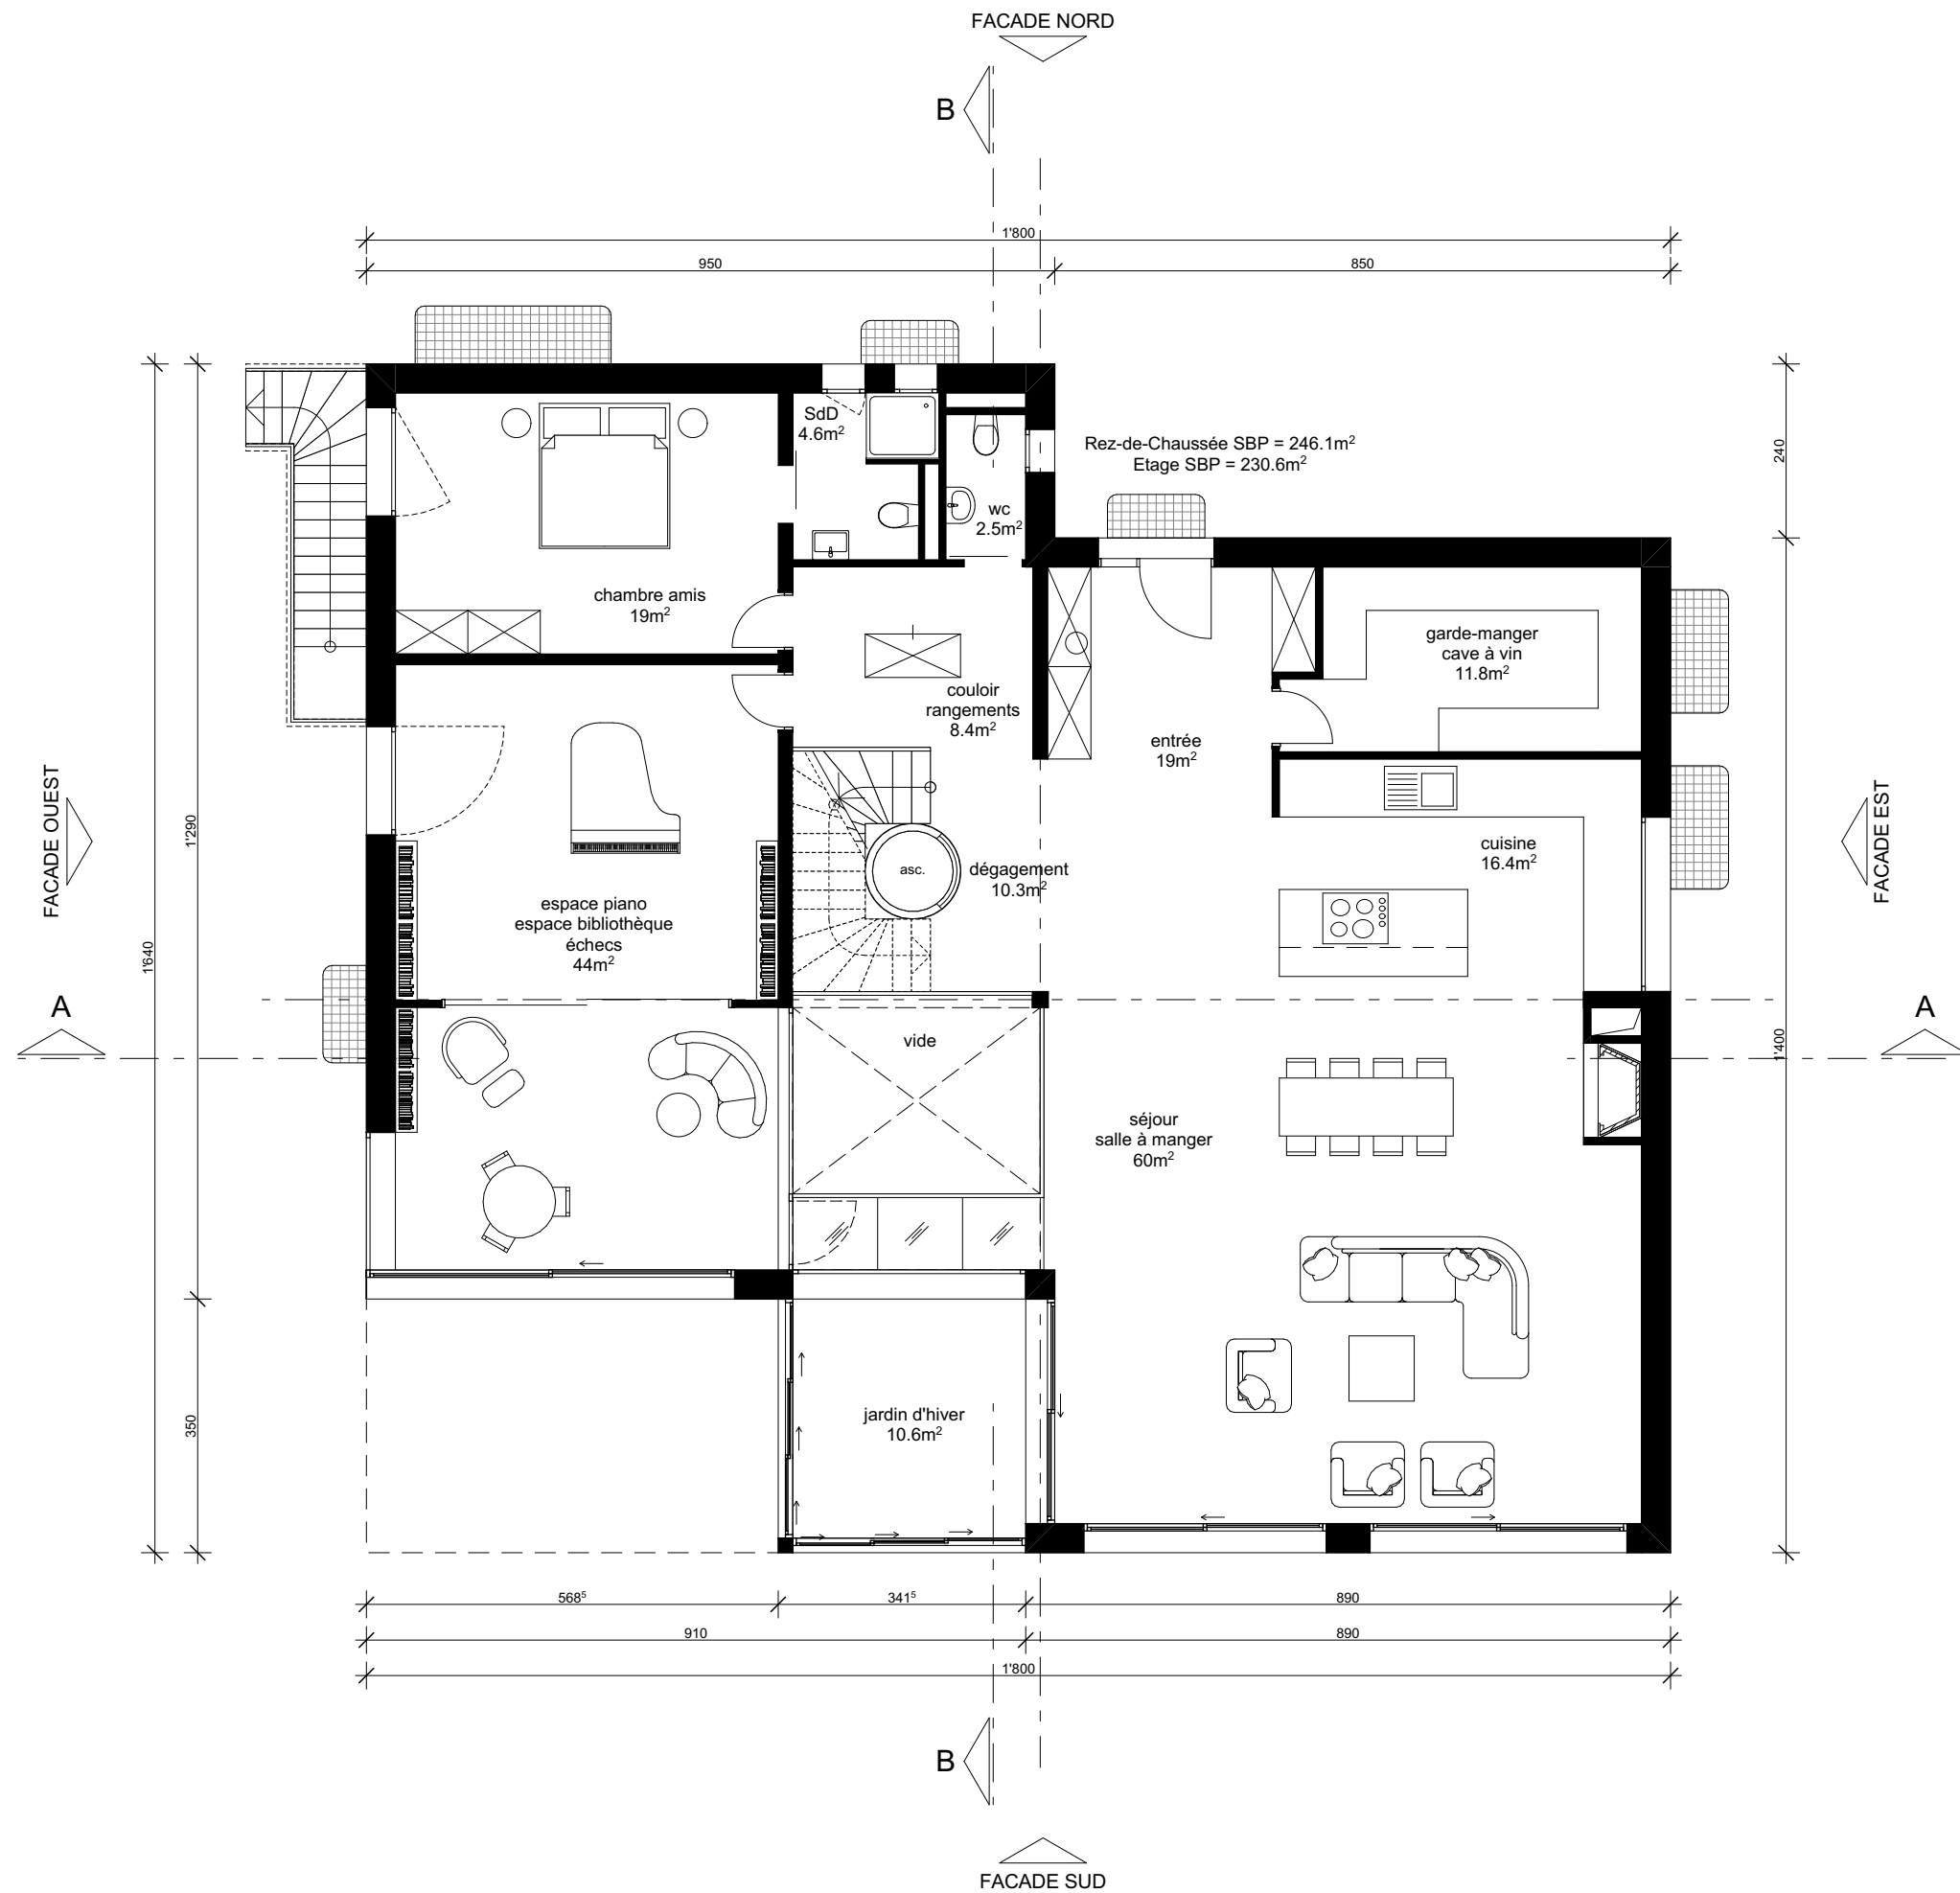 FACADE NORD
B
1'800
950
850
SdD
4.6m²
Rez-de-Chaussée SBP = 246.1m²
Etage SBP = 230.6m²
240
wc
2.5m²
chambre amis
19m²
garde-manger
cave à vin
11.8m²
couloir
rangements
8.4m²
entrée
19m²
FACADE OUEST
1'290
1'640
cuisine
16.4m²
FACADE EST
asc.
dégagement
10.3m²
espace piano
espace bibliothèque
échecs
44m²
A
A
vide
1'400
séjour
salle à manger
60m²
350
jardin d'hiver
10.6m²
568⁵
341⁵
890
910
890
1'800
B
FACADE SUD